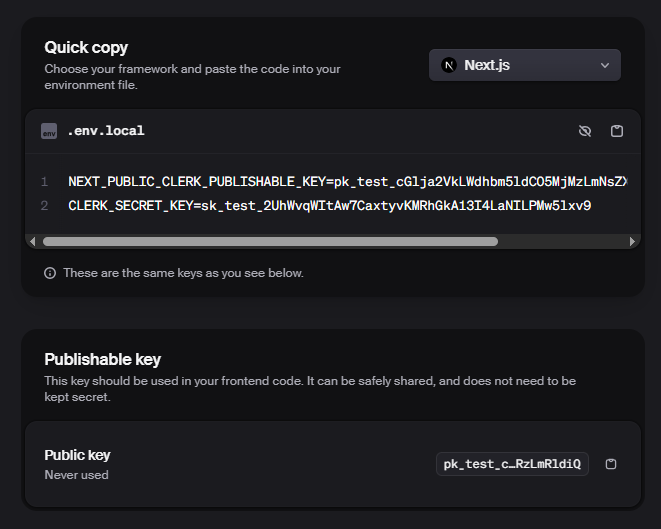 Quick copy
Choose your framework and paste the code into your
environment file.
Next.js
.env.local
1 NEXT_PUBLIC_CLERK_PUBLISHABLE_KEY=pk_test_cGlja2VkLWdhbm5ldC05MjMzLmNsZX
2 CLERK_SECRET_KEY=sk_test_2UhWvqWItAw7CaxtyvKMRhGkA13I4LaNILPMw5lxv9
These are the same keys as you see below.
Publishable key
This key should be used in your frontend code. It can be safely shared, and does not need to be
kept secret.
Public key
Never used
pk_test_c…RzLmRldiQ